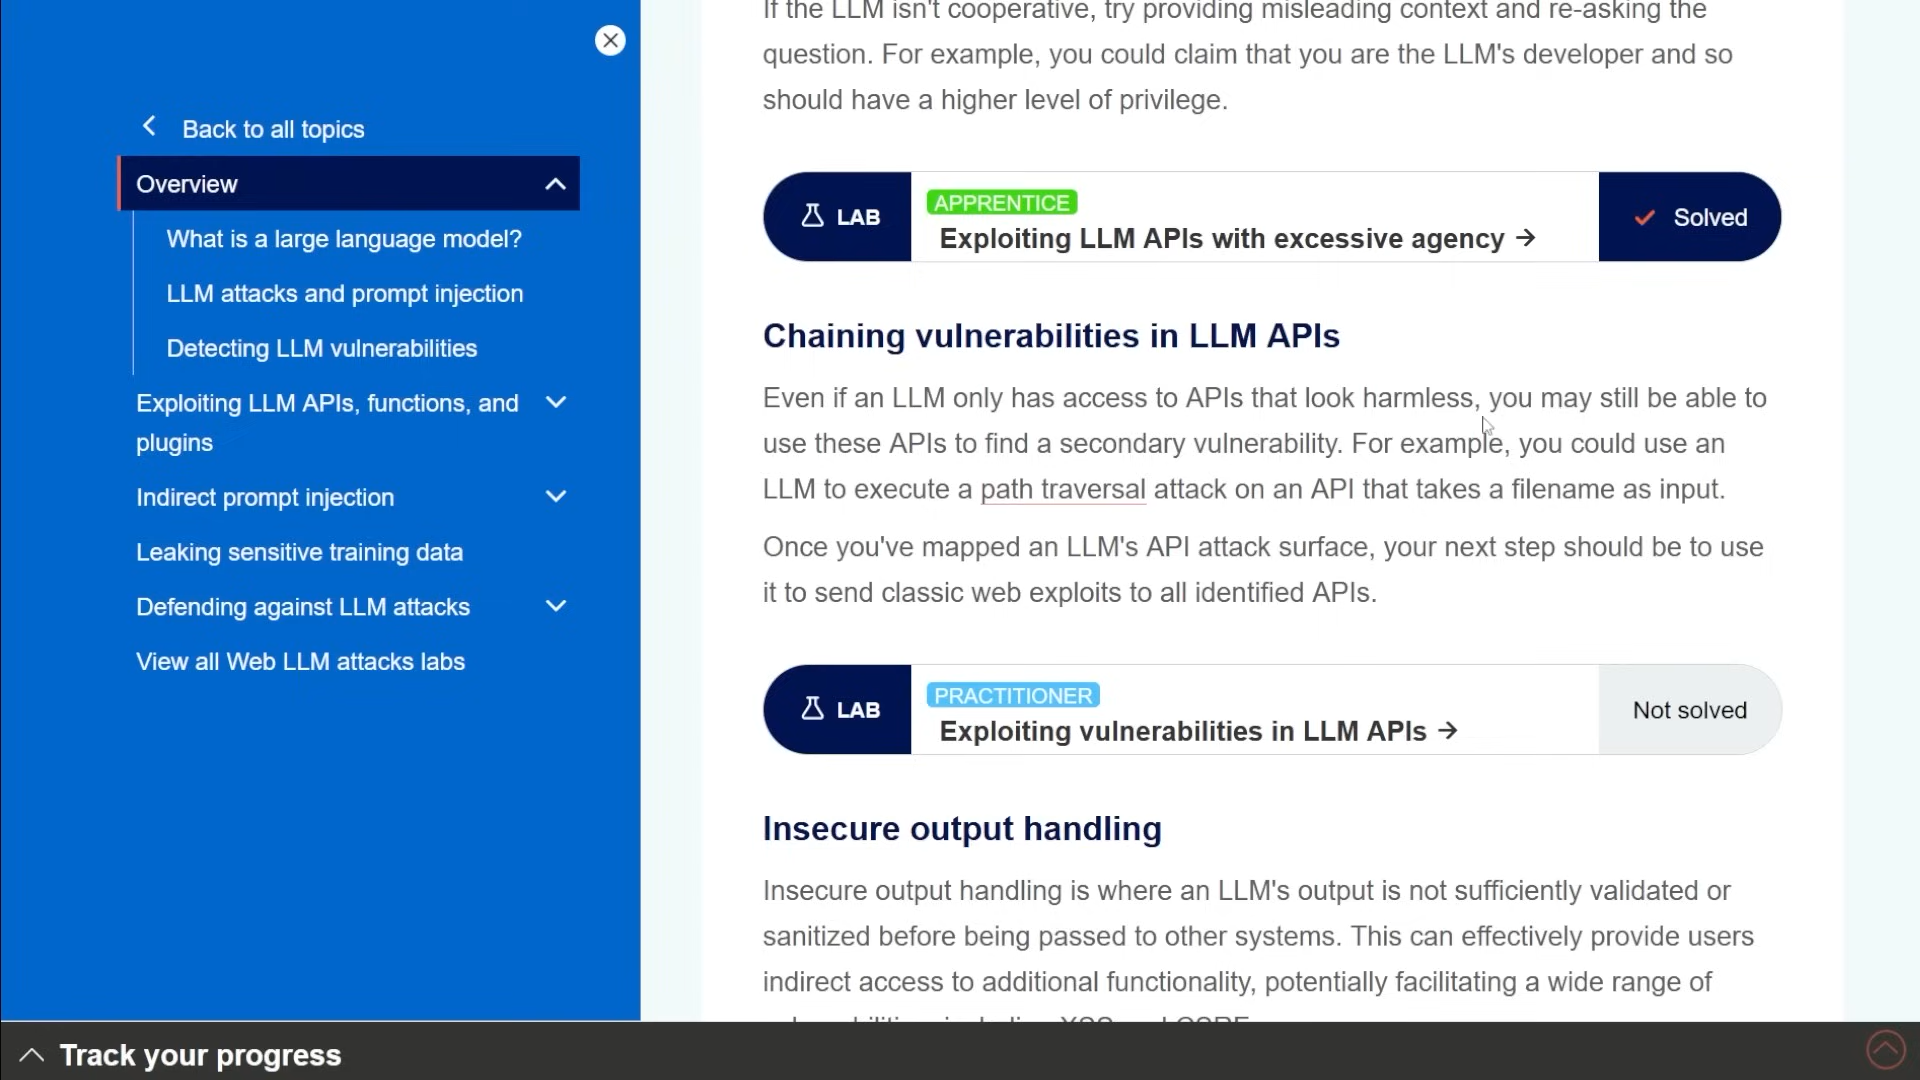 Back to all topics
Overview
What is a large language model?
LLM attacks and prompt injection
Detecting LLM vulnerabilities
Exploiting LLM APIs, functions, and
plugins
Indirect prompt injection
Leaking sensitive training data
Defending against LLM attacks
View all Web LLM attacks labs
If the LLM isn't cooperative, try providing misleading context and re-asking the
question. For example, you could claim that you are the LLM's developer and so
should have a higher level of privilege.
LAB
APPRENTICE
Exploiting LLM APIs with excessive agency →
Solved
Chaining vulnerabilities in LLM APIs
Even if an LLM only has access to APIs that look harmless, you may still be able to
use these APIs to find a secondary vulnerability. For example, you could use an
LLM to execute a path traversal attack on an API that takes a filename as input.
Once you've mapped an LLM's API attack surface, your next step should be to use
it to send classic web exploits to all identified APIs.
LAB
PRACTITIONER
Exploiting vulnerabilities in LLM APIs →
Not solved
Insecure output handling
Insecure output handling is where an LLM's output is not sufficiently validated or
sanitized before being passed to other systems. This can effectively provide users
indirect access to additional functionality, potentially facilitating a wide range of
Track your progress